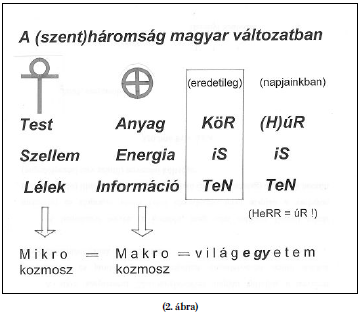 A (szent)háromság magyar változatban
(eredetileg) (napjainkban)
Test Anyag KöR (H)úR
Szellem Energia iS iS
Lélek Információ TeN TeN
(HeRR = úR !)
Mikro = Makro = világegyetem
kozmosz kozmosz
(2. ábra)